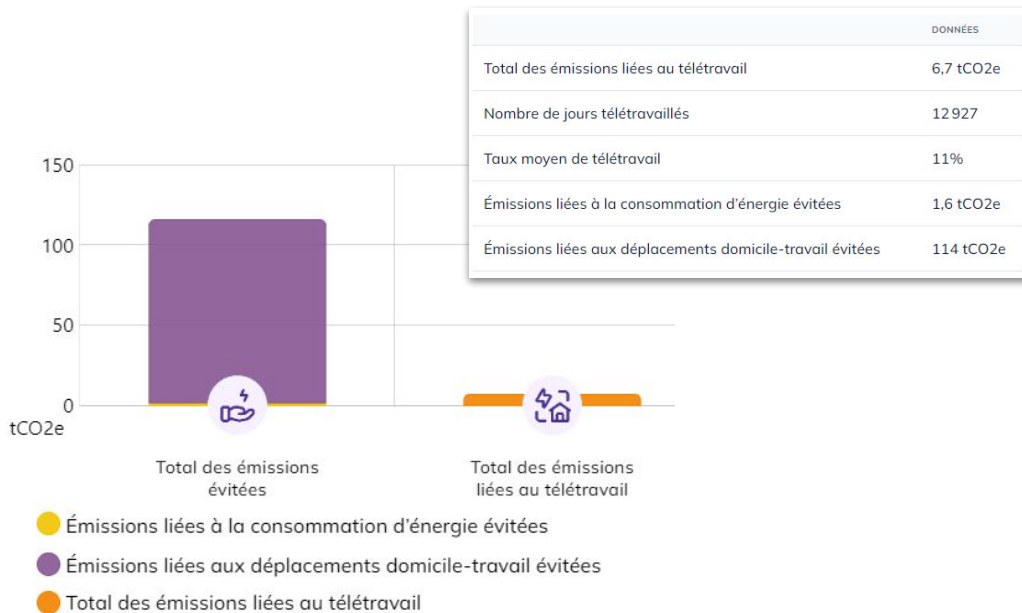 DONNÉES
Total des émissions liées au télétravail 6,7 tCO2e
Nombre de jours télétravaillés 12 927
Taux moyen de télétravail 11%
Émissions liées à la consommation d'énergie évitées 1,6 tCO2e
Émissions liées aux déplacements domicile-travail évitées 114 tCO2e
150
100
50
0
tCO2e
Total des émissions
évitées
Total des émissions
liées au télétravail
Émissions liées à la consommation d'énergie évitées
Émissions liées aux déplacements domicile-travail évitées
Total des émissions liées au télétravail